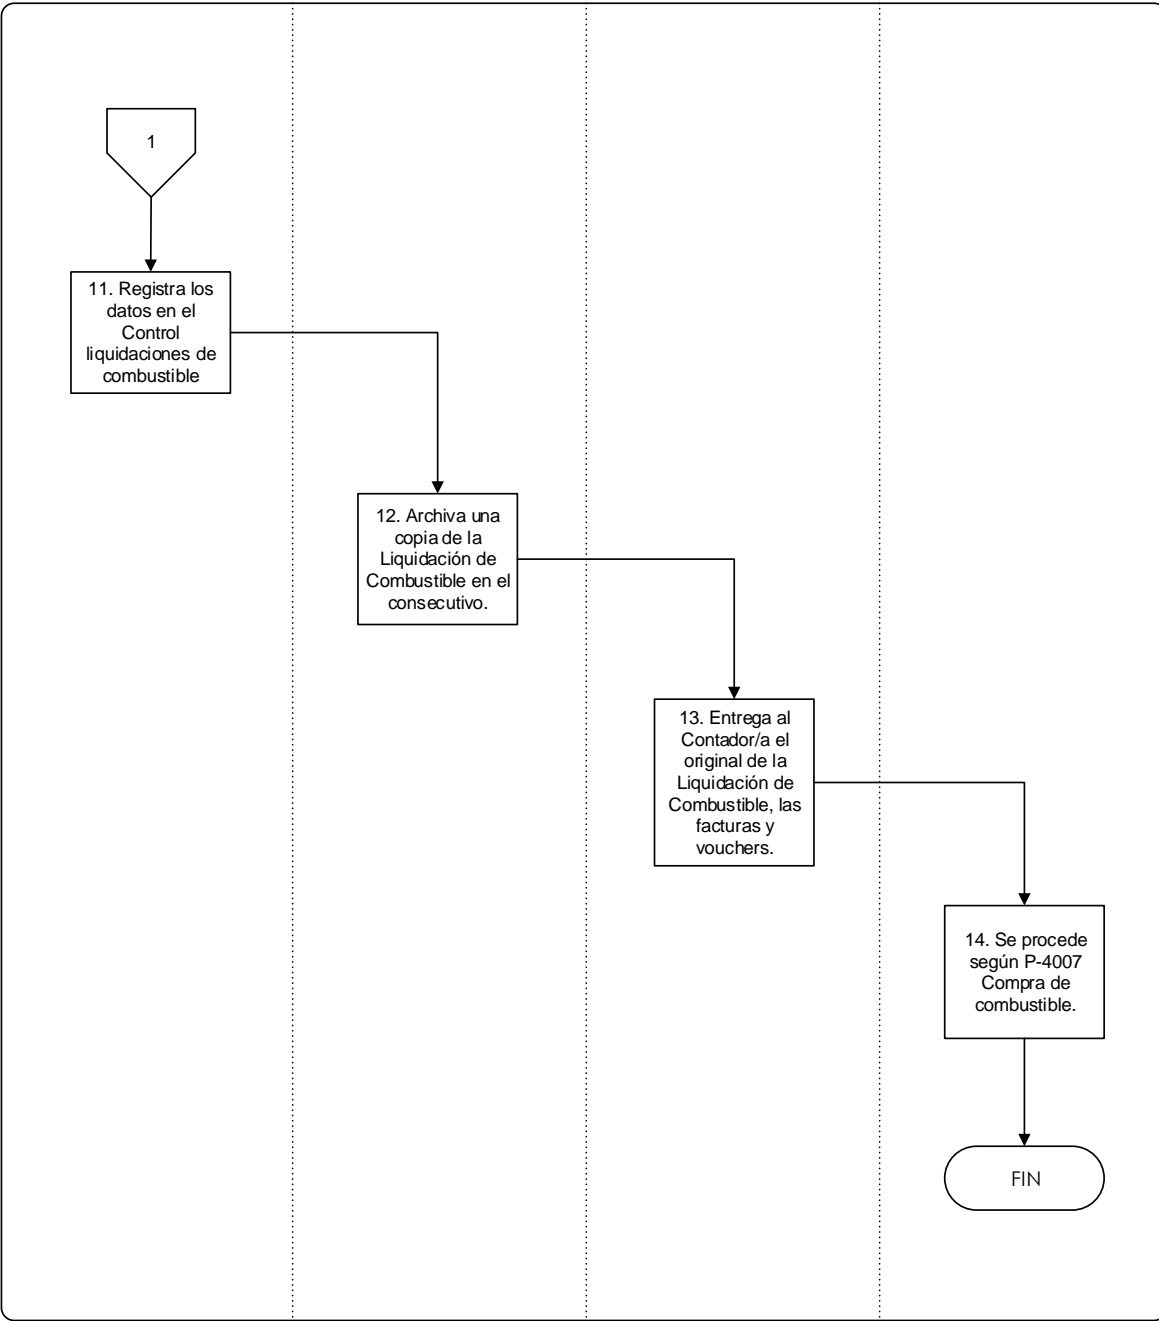 1
11. Registra los
datos en el
Control
liquidaciones de
combustible
12. Archiva una
copia de la
Liquidación de
Combustible en el
consecutivo.
13. Entrega al
Contador/a el
original de la
Liquidación de
Combustible, las
facturas y
vouchers.
14. Se procede
según P-4007
Compra de
combustible.
FIN